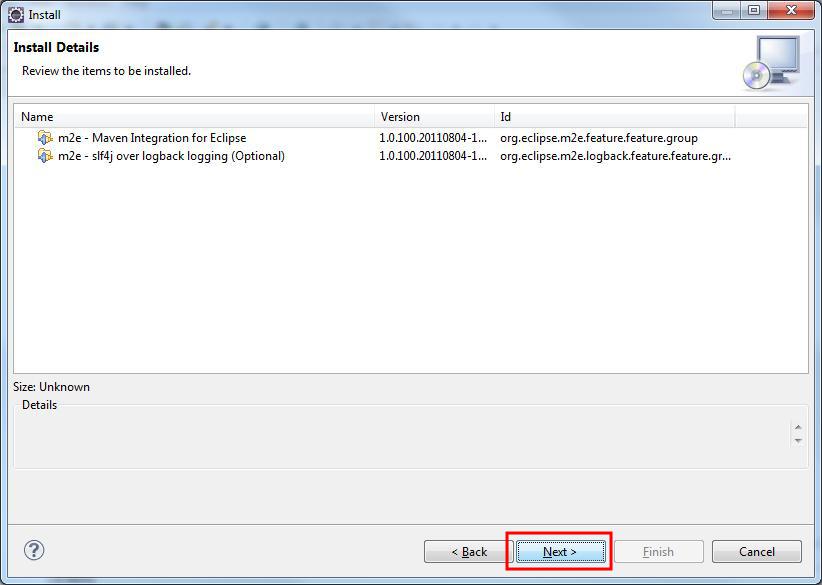 Install
Install Details
Review the items to be installed.
Name Version Id
m2e - Maven Integration for Eclipse 1.0.100.20110804-1... org.eclipse.m2e.feature.feature.group
m2e - slf4j over logback logging (Optional) 1.0.100.20110804-1... org.eclipse.m2e.logback.feature.feature.gr...
Size: Unknown
Details
< Back Next > Finish Cancel